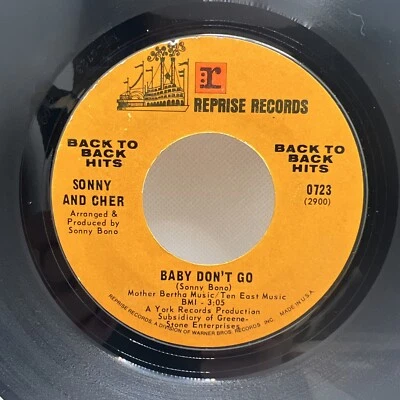 r
REPRISE RECORDS
BACK TO
BACK
HITS
BACK TO
BACK
HITS
SONNY
AND CHER
Arranged &
Produced by
Sonny Bono
0723
(2900)
BABY DON'T GO
(Sonny Bono)
Mother Bertha Music/Ten East Music
BMI - 3:05
A York Records Production
Subsidiary of Greene-
Stone Enterprises
REPRISE RECORDS, A DIVISION OF WARNER BROS. RECORDS, INC. MADE IN U.S.A.